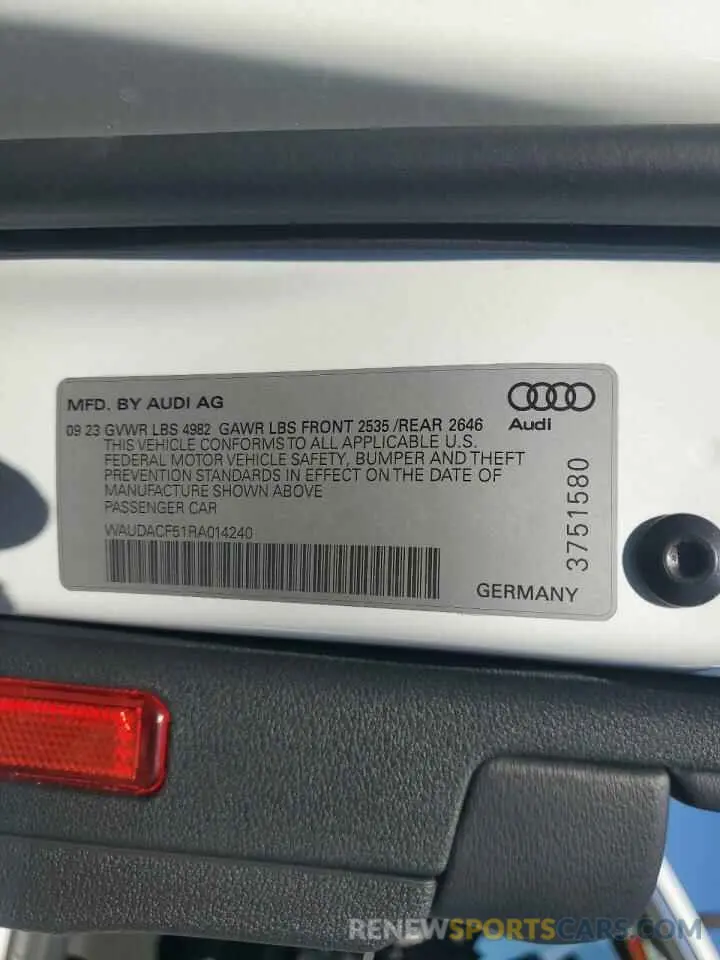 MFD. BY AUDI AG
09 23 GVWR LBS 4982 GAWR LBS FRONT 2535 /REAR 2646
THIS VEHICLE CONFORMS TO ALL APPLICABLE U.S.
FEDERAL MOTOR VEHICLE SAFETY, BUMPER AND THEFT
PREVENTION STANDARDS IN EFFECT ON THE DATE OF
MANUFACTURE SHOWN ABOVE
PASSENGER CAR
WAUDACF51RA014240
Audi
3751580
GERMANY
RENEWSPORTSCARS.COM